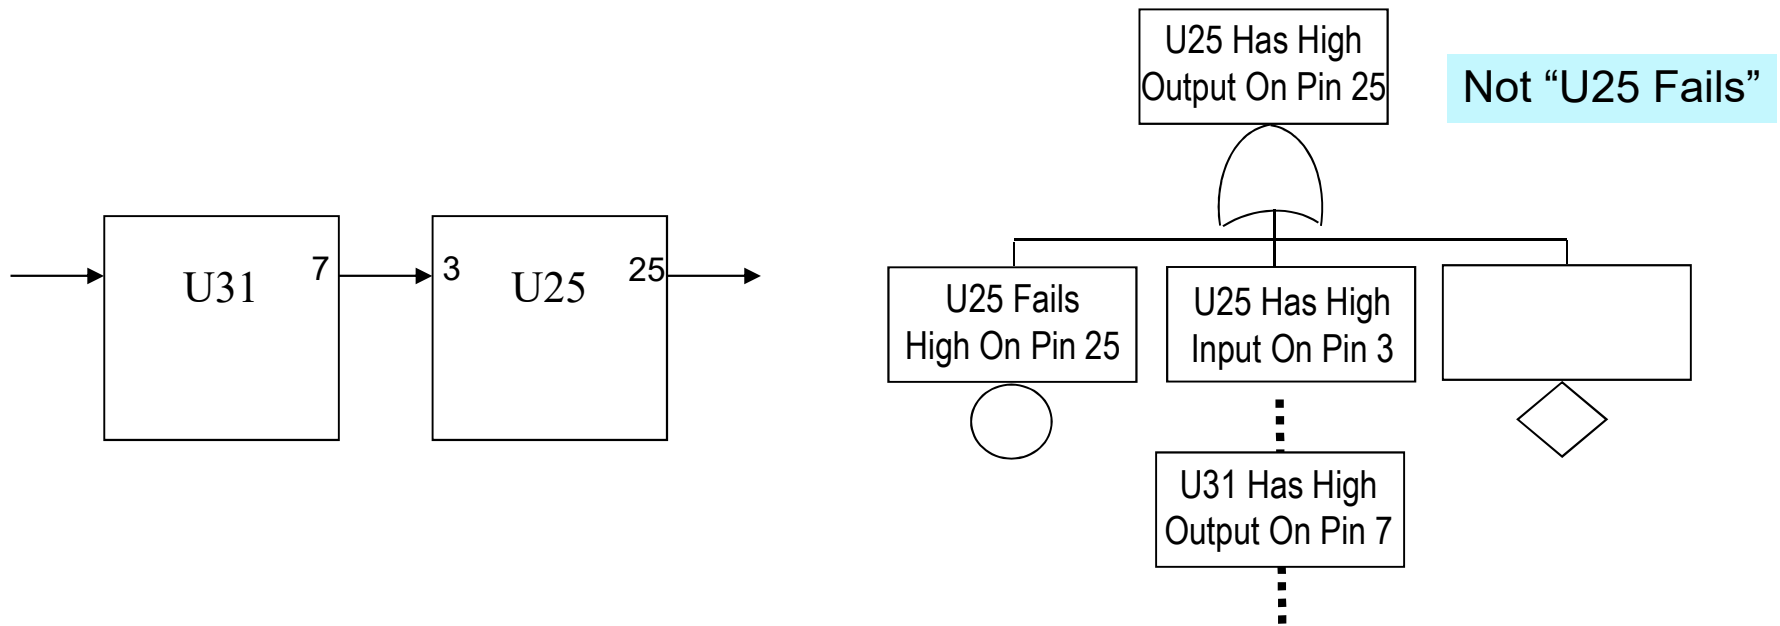 U25 Has High
Output On Pin 25
Not “U25 Fails”
U31
7
3
U25
25
U25 Fails
High On Pin 25
U25 Has High
Input On Pin 3
U31 Has High
Output On Pin 7